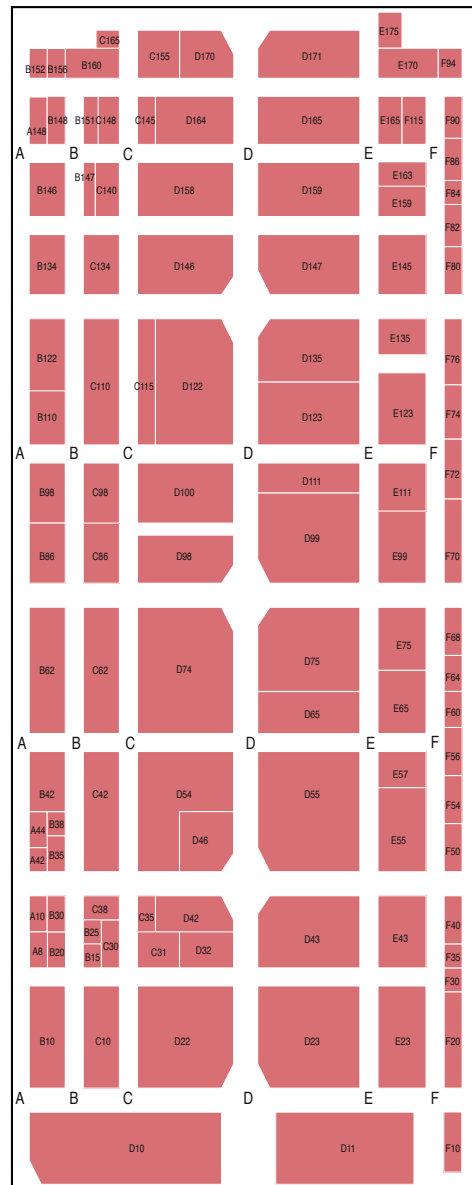 C165 E175
C155 D170 D171
B152 B156 B160 E170 F94
A148 B148 B151 C148 C145 D164 D165 E165 F115 F90
A B C D E F
F86
B146 B147 C140 D158 D159 E163 F84
E159 F82
B134 C134 D146 D147 E145 F80
B122 C110 C115 D122 D135 E135 F76
B110 D123 E123 F74
A B C D E F
B98 C98 D100 D111 E111 F72
B86 C86 D98 D99 E99 F70
B62 C62 D74 D75 E75 F68
F64
D65 E65 F60
A B C D E F
B42 C42 D54 D55 E57 F56
A44 B38 D46 E55 F54
A42 B35 F50
A10 B30 C38 C35 D42 D43 E43 F40
A8 B20 B25 C30 C31 D32 F35
B15 F30
B10 C10 D22 D23 E23 F20
A B C D E F
D10 D11 F10